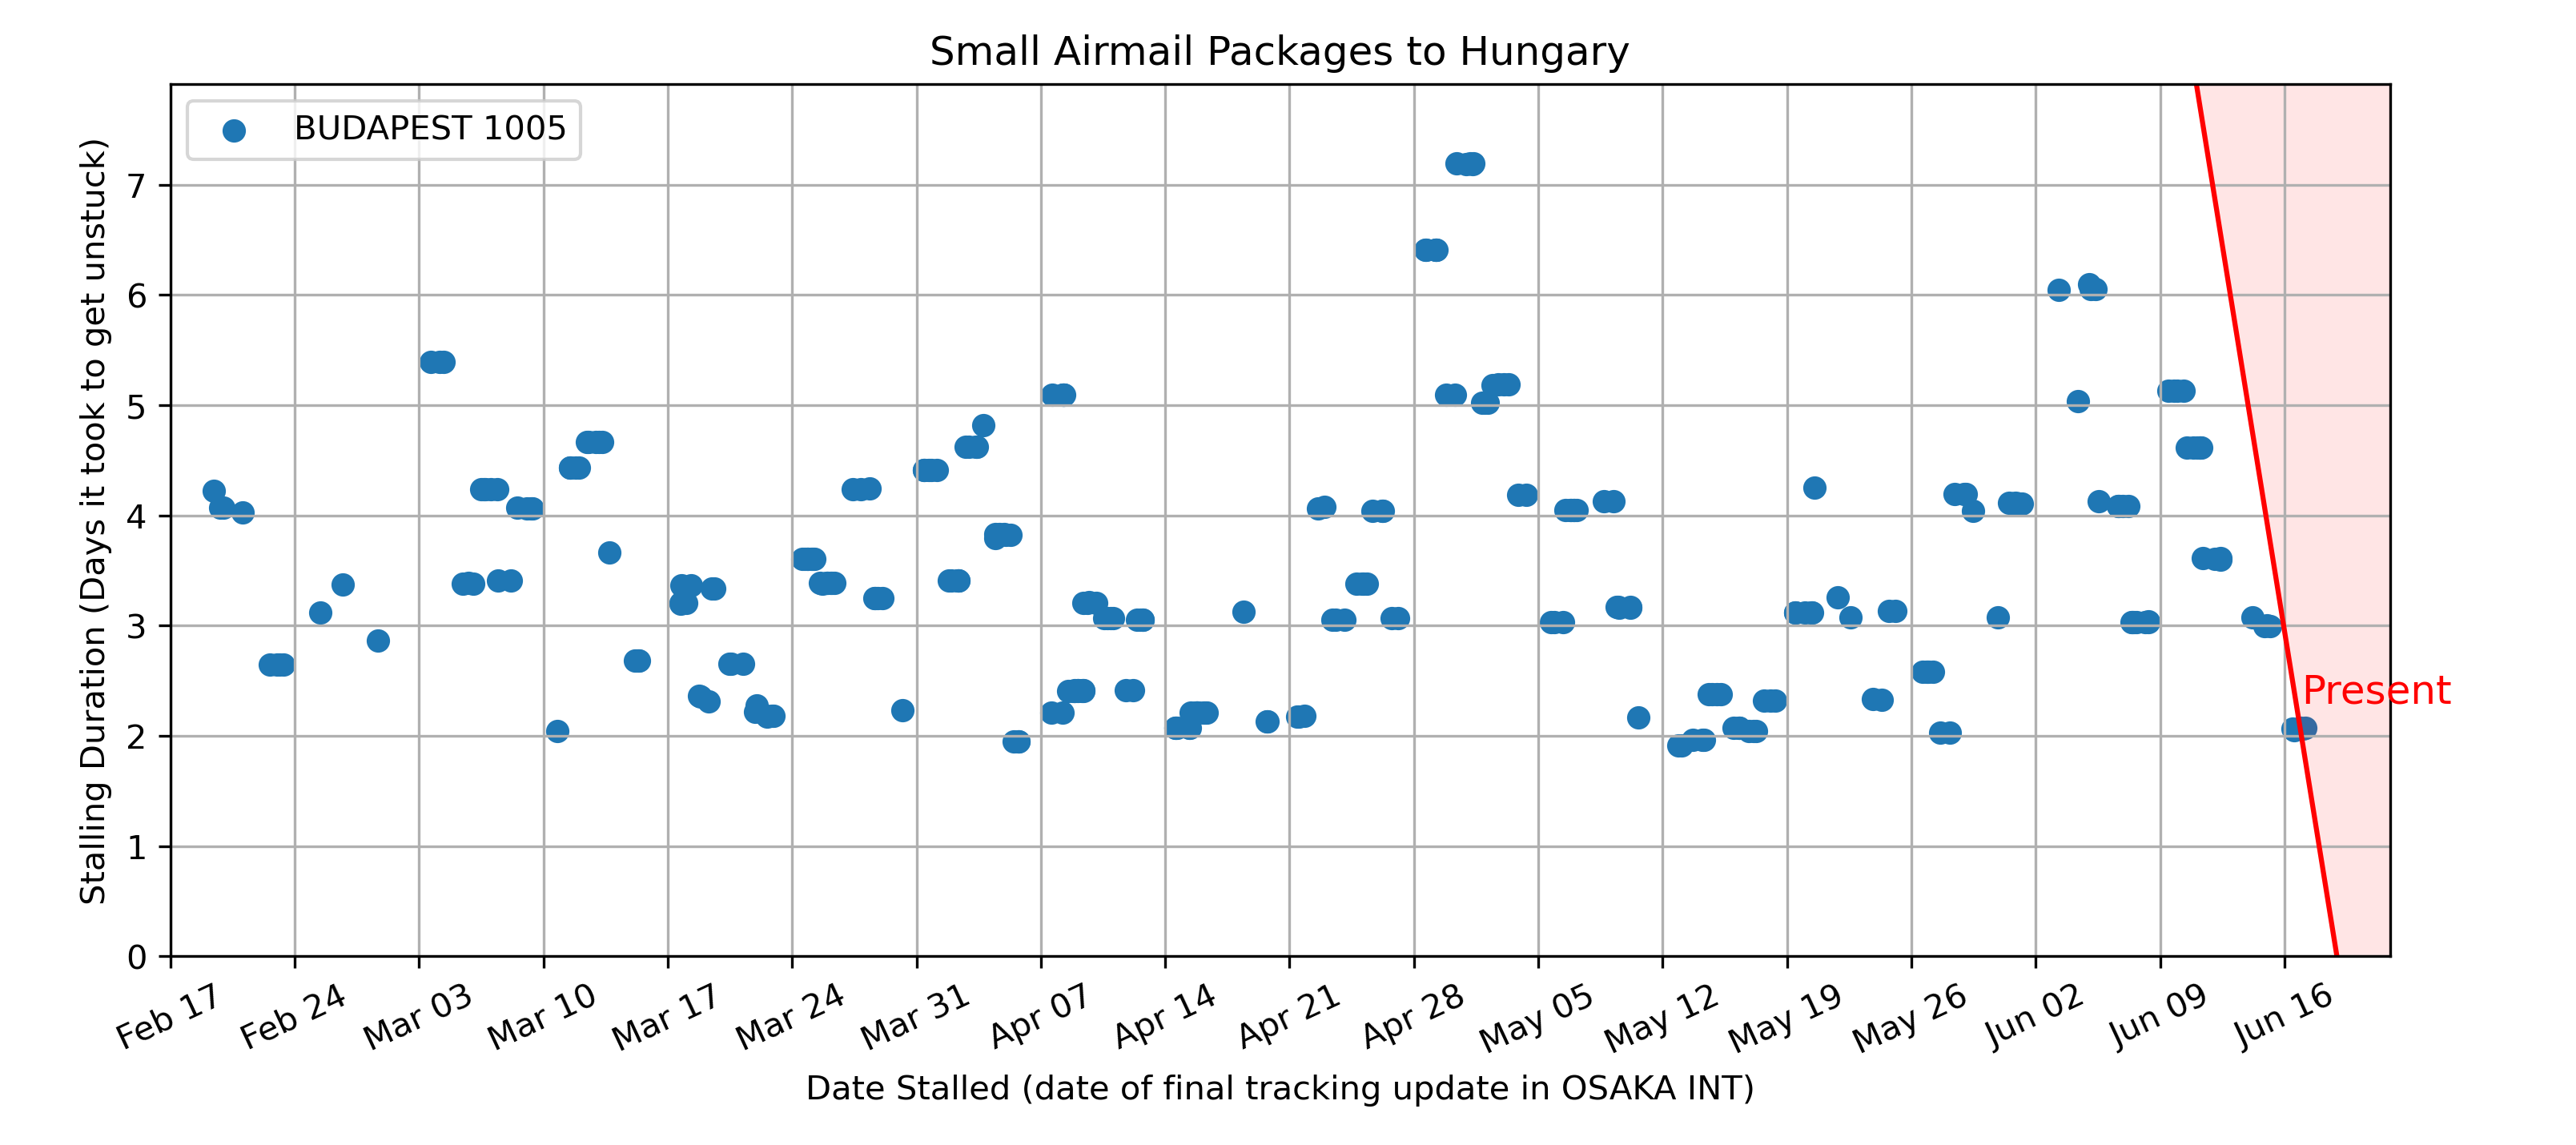 Small Airmail Packages to Hungary
BUDAPEST 1005
Stalling Duration (Days it took to get unstuck)
7
6
5
4
3
2
1
0
Present
Feb 17
Feb 24
Mar 03
Mar 10
Mar 17
Mar 24
Mar 31
Apr 07
Apr 14
Apr 21
Apr 28
May 05
May 12
May 19
May 26
Jun 02
Jun 09
Jun 16
Date Stalled (date of final tracking update in OSAKA INT)